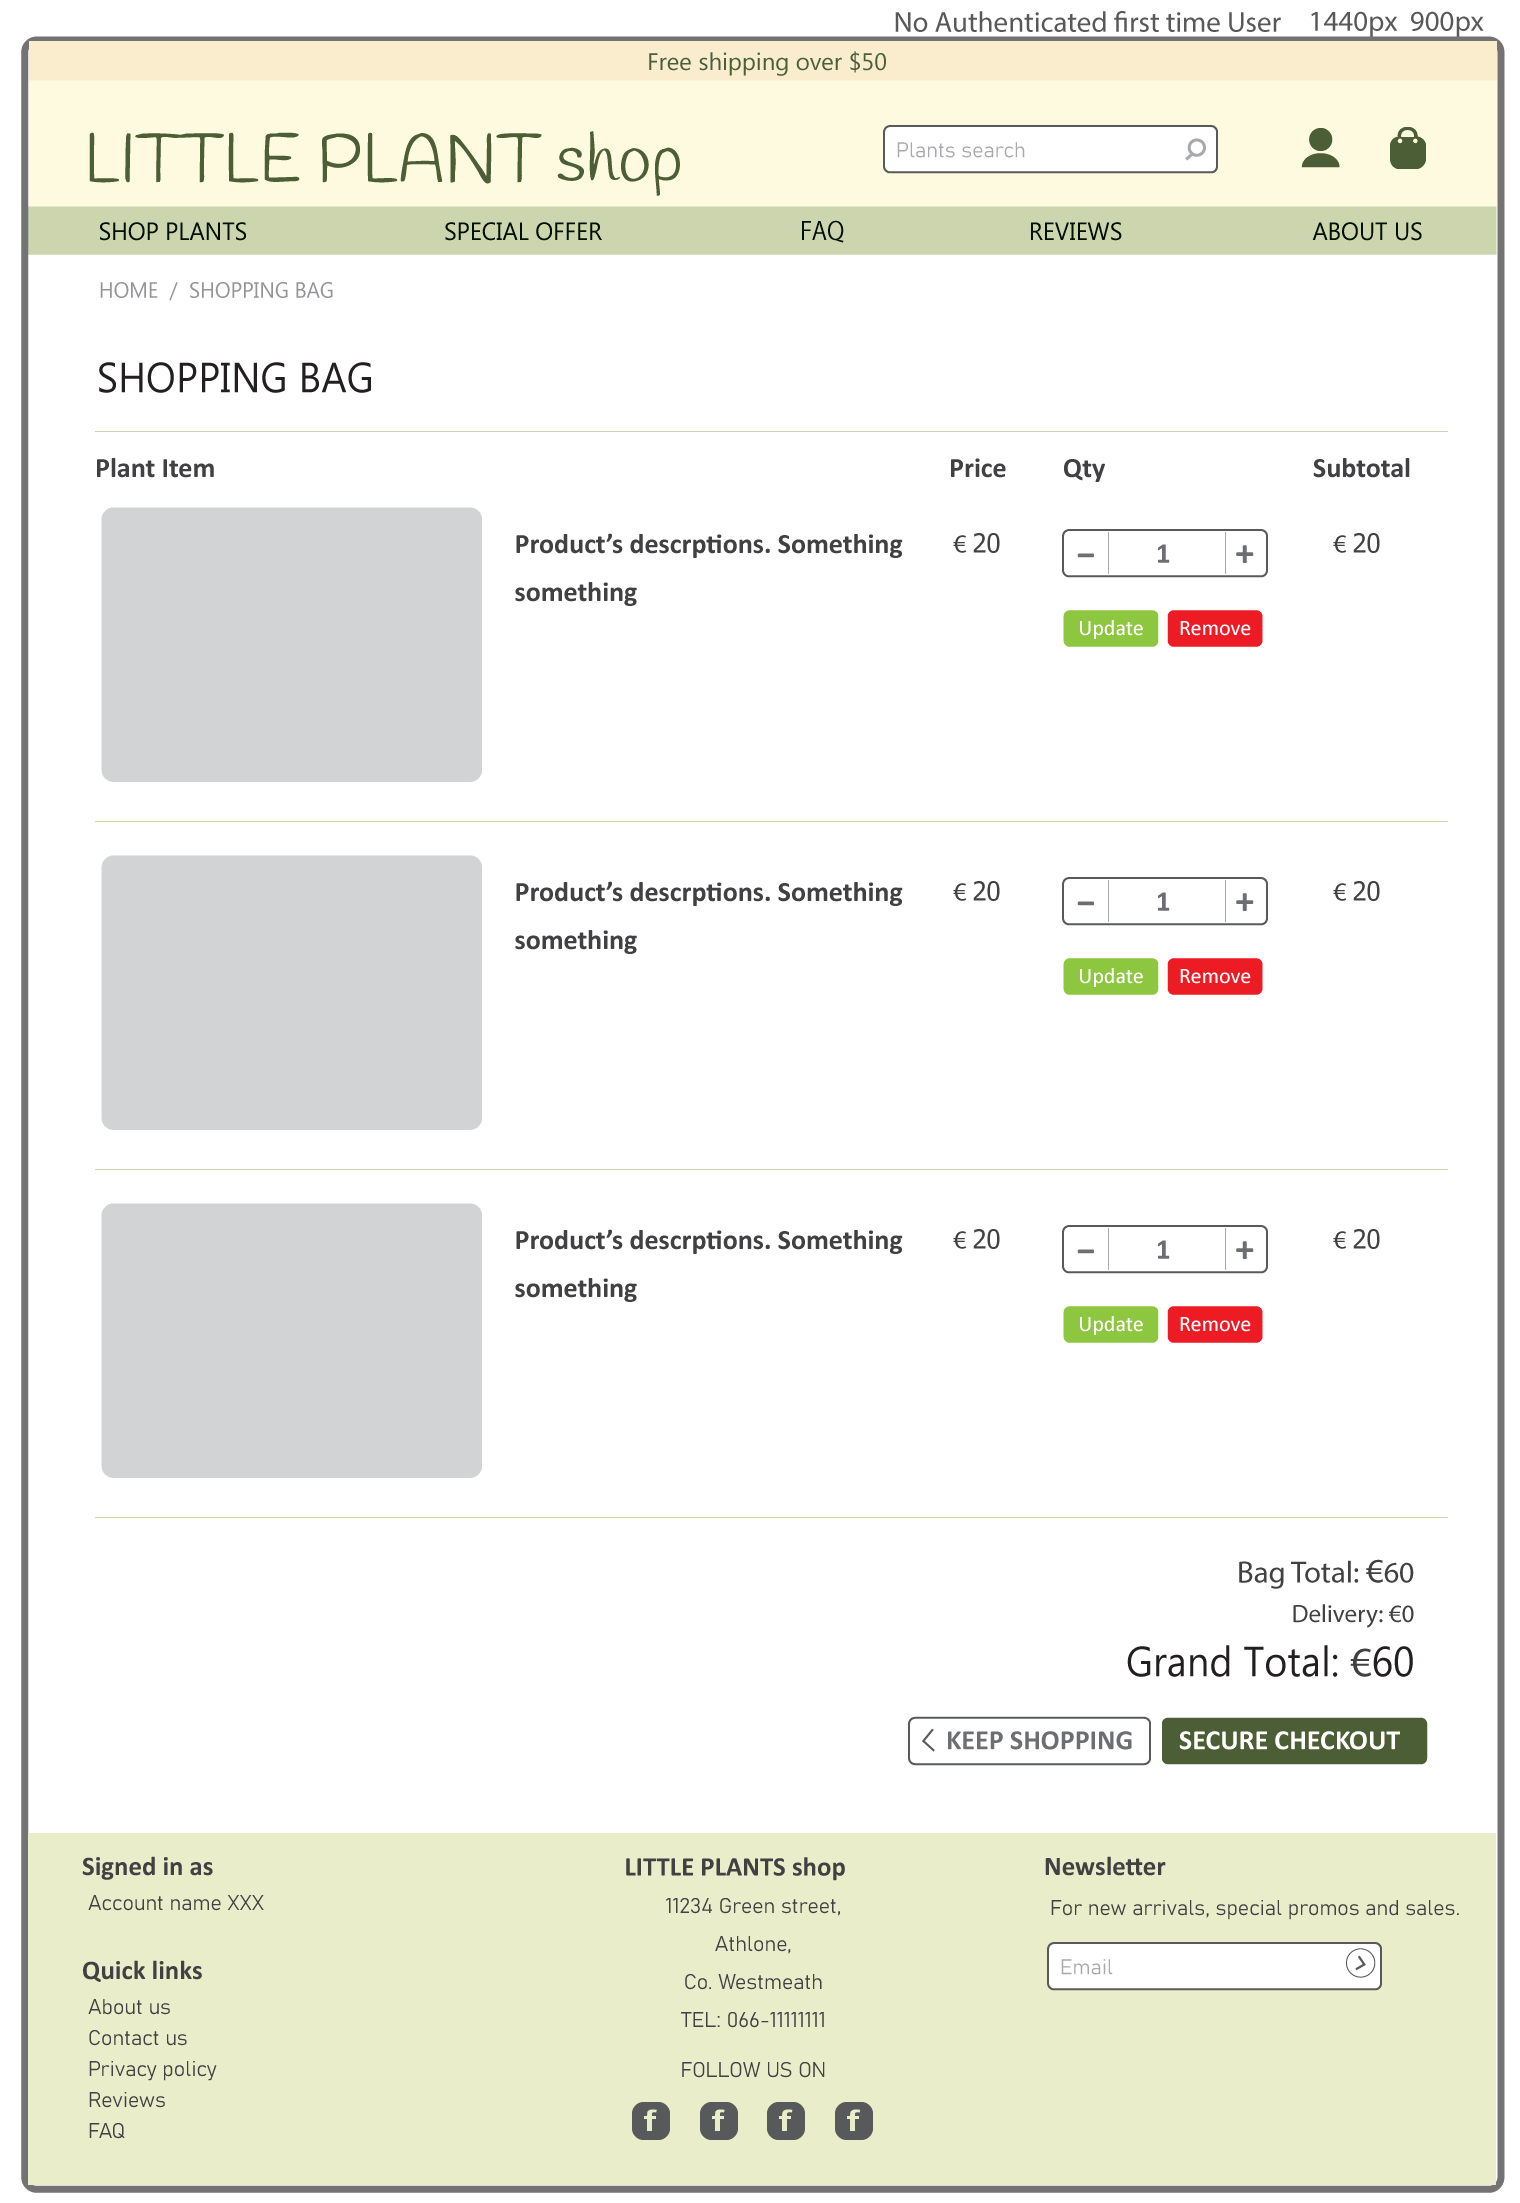 No Authenticated first time User 1440px 900px
Free shipping over $50
LITTLE PLANT shop
Plants search
SHOP PLANTS SPECIAL OFFER FAQ REVIEWS ABOUT US
HOME / SHOPPING BAG
SHOPPING BAG
Plant Item Price Qty Subtotal
Product’s descrptions. Something € 20 – 1 + € 20
something
Update Remove
Product’s descrptions. Something € 20 – 1 + € 20
something
Update Remove
Product’s descrptions. Something € 20 – 1 + € 20
something
Update Remove
Bag Total: €60
Delivery: €0
Grand Total: €60
KEEP SHOPPING SECURE CHECKOUT
Signed in as
Account name XXX
Quick links
About us
Contact us
Privacy policy
Reviews
FAQ
LITTLE PLANTS shop
11234 Green street,
Athlone,
Co. Westmeath
TEL: 066-11111111
FOLLOW US ON
f f f f
Newsletter
For new arrivals, special promos and sales.
Email